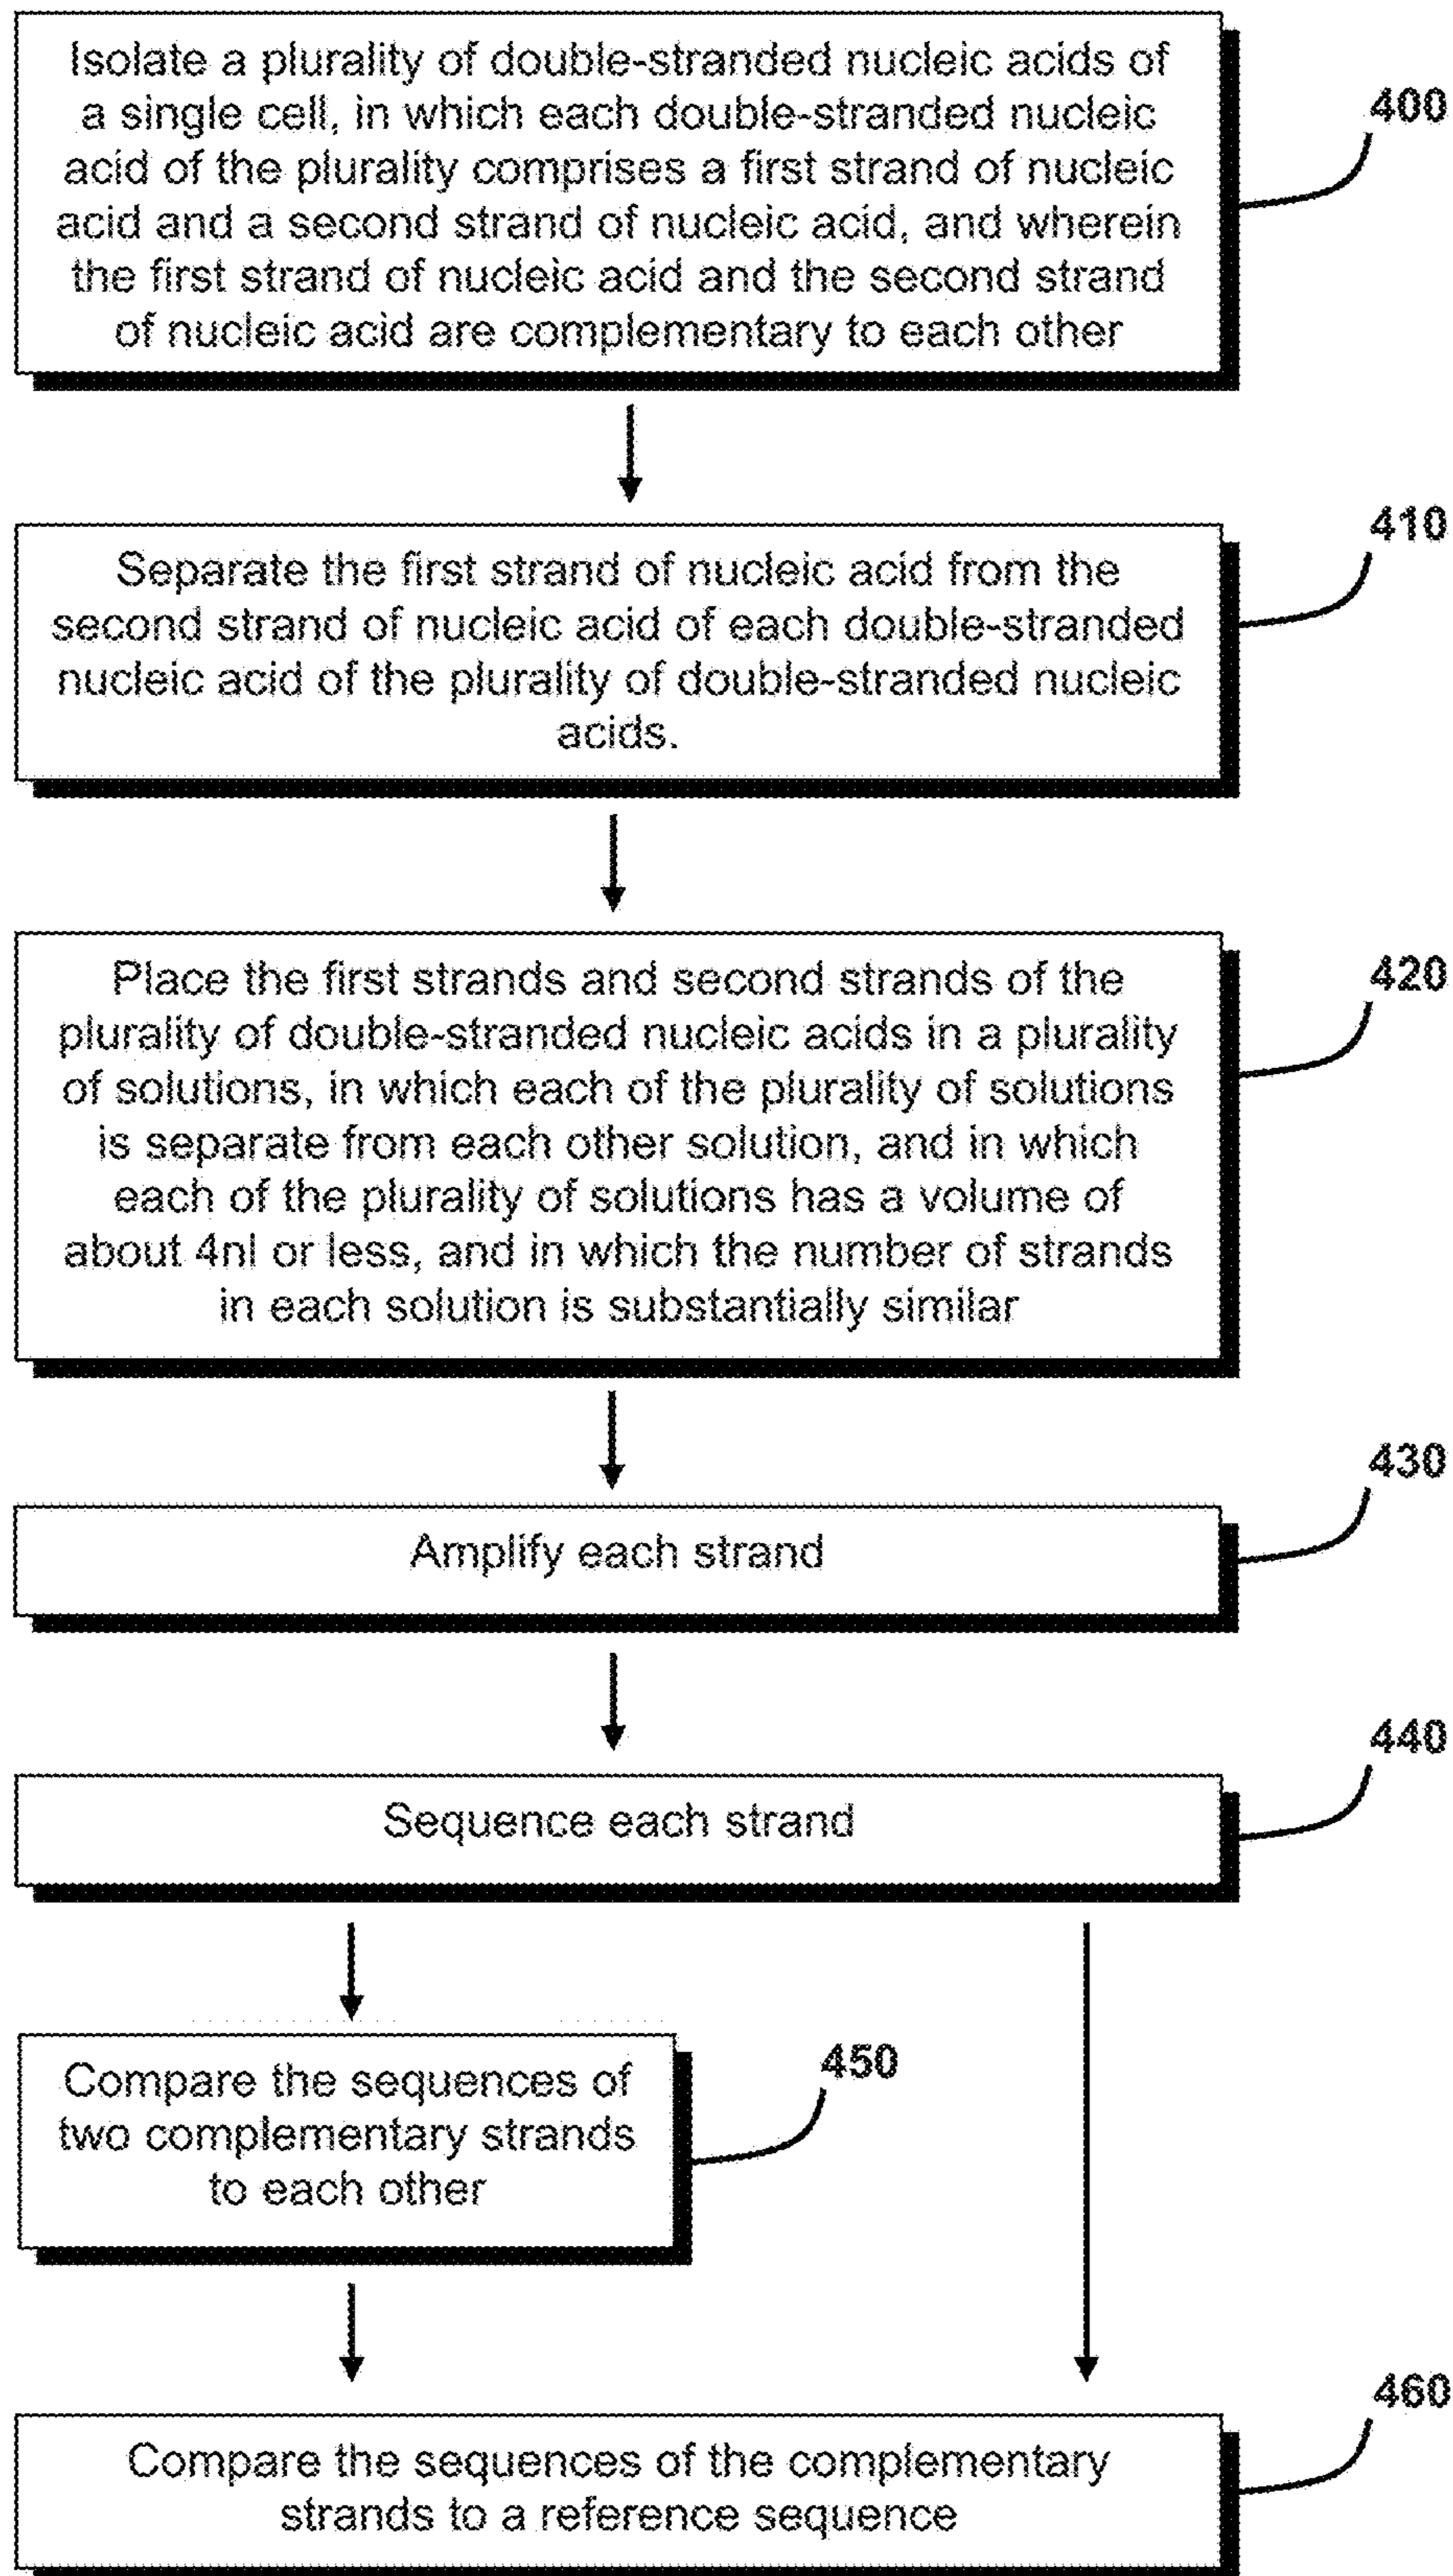 Isolate a plurality of double-stranded nucleic acids of
a single cell, in which each double-stranded nucleic
acid of the plurality comprises a first strand of nucleic
acid and a second strand of nucleic acid, and wherein
the first strand of nucleic acid and the second strand
of nucleic acid are complementary to each other
400
Separate the first strand of nucleic acid from the
second strand of nucleic acid of each double-stranded
nucleic acid of the plurality of double-stranded nucleic
acids.
410
Place the first strands and second strands of the
plurality of double-stranded nucleic acids in a plurality
of solutions, in which each of the plurality of solutions
is separate from each other solution, and in which
each of the plurality of solutions has a volume of
about 4nl or less, and in which the number of strands
in each solution is substantially similar
420
Amplify each strand
430
Sequence each strand
440
Compare the sequences of
two complementary strands
to each other
450
Compare the sequences of the complementary
strands to a reference sequence
460